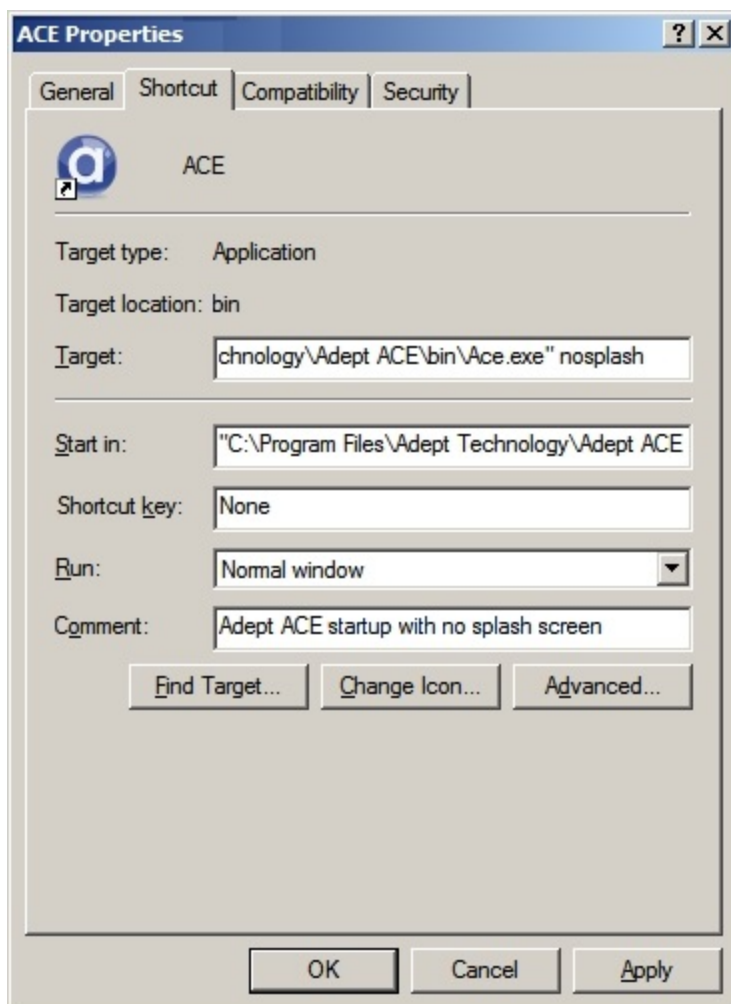 ACE Properties
General Shortcut Compatibility Security
a ACE
Target type: Application
Target location: bin
Target: chnology\Adept ACE\bin\Ace.exe" nosplash
Start in: "C:\Program Files\Adept Technology\Adept ACE
Shortcut key: None
Run: Normal window
Comment: Adept ACE startup with no splash screen
Find Target... Change Icon... Advanced...
OK Cancel Apply